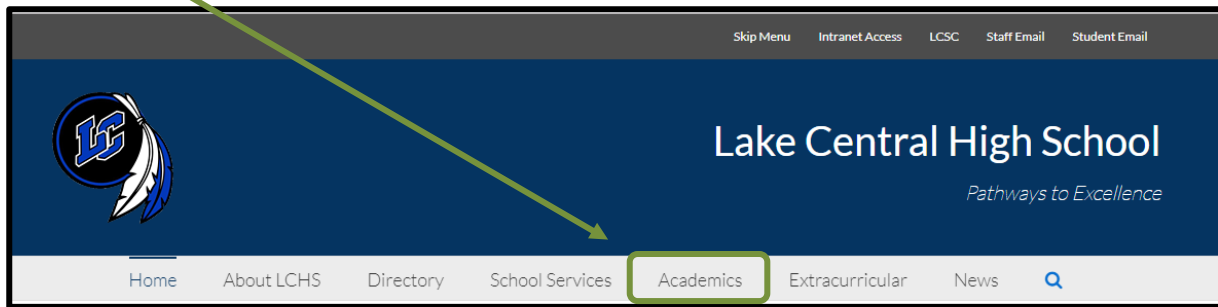 Skip Menu Intranet Access LCSC Staff Email Student Email
LC
Lake Central High School
Pathways to Excellence
Home About LCHS Directory School Services Academics Extracurricular News